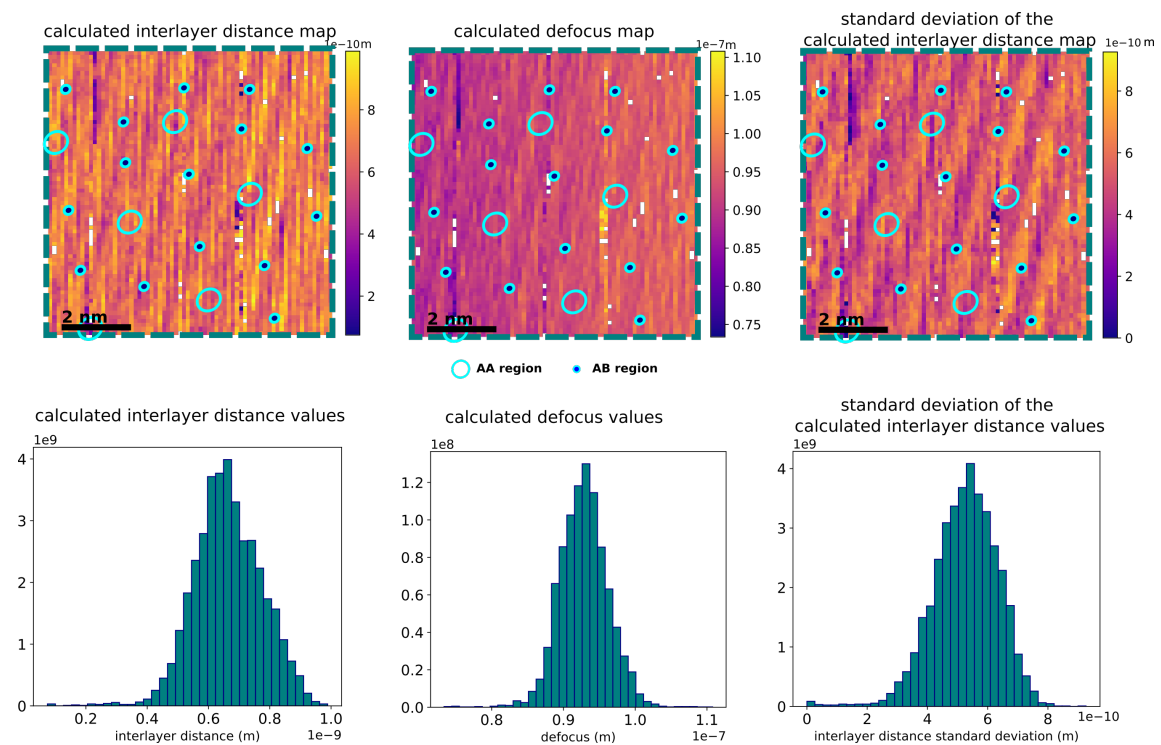 calculated interlayer distance map
1e−10 m
8
6
4
2
2 nm
calculated defocus map
1e−7 m
1.10
1.05
1.00
0.95
0.90
0.85
0.80
0.75
2 nm
standard deviation of the
calculated interlayer distance map
1e−10 m
8
6
4
2
0
2 nm
AA region
AB region
calculated interlayer distance values
1e9
4
3
2
1
0
0.2 0.4 0.6 0.8 1.0
1e−9
interlayer distance (m)
calculated defocus values
1e8
1.2
1.0
0.8
0.6
0.4
0.2
0.0
0.8 0.9 1.0 1.1
1e−7
defocus (m)
standard deviation of the
calculated interlayer distance values
1e9
4
3
2
1
0
0 2 4 6 8
1e−10
interlayer distance standard deviation (m)